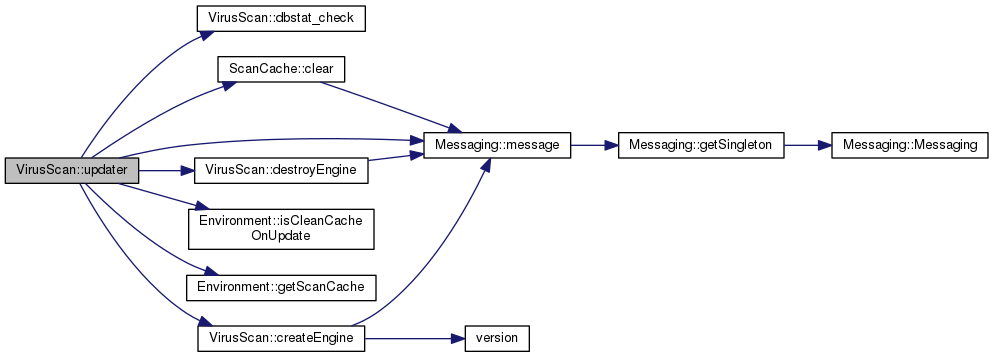 VirusScan::updater
VirusScan::dbstat_check
ScanCache::clear
Messaging::message
VirusScan::destroyEngine
Environment::isCleanCache
OnUpdate
Environment::getScanCache
VirusScan::createEngine
version
Messaging::getSingleton
Messaging::Messaging